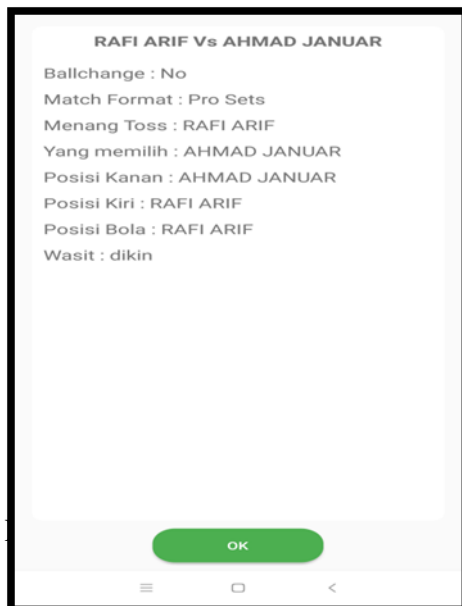 RAFI ARIF Vs AHMAD JANUAR
Ballchange : No
Match Format : Pro Sets
Menang Toss : RAFI ARIF
Yang memilih : AHMAD JANUAR
Posisi Kanan : AHMAD JANUAR
Posisi Kiri : RAFI ARIF
Posisi Bola : RAFI ARIF
Wasit : dikin
OK